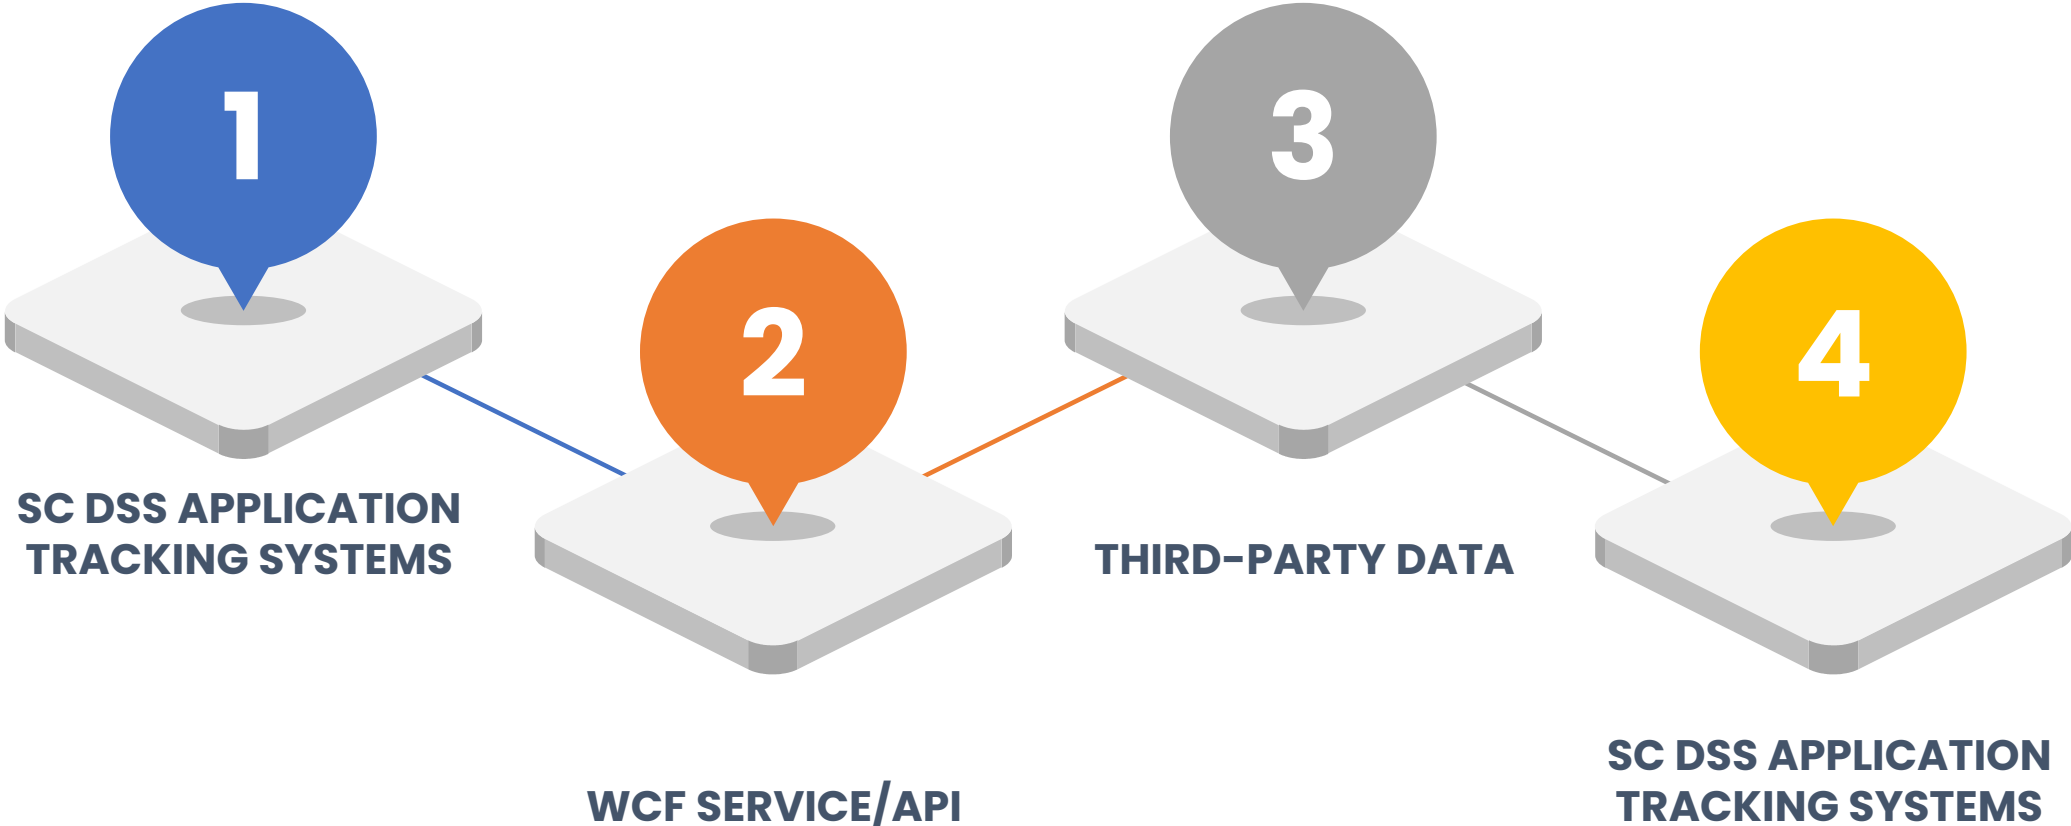 1
SC DSS APPLICATION
TRACKING SYSTEMS
2
WCF SERVICE/API
3
THIRD-PARTY DATA
4
SC DSS APPLICATION
TRACKING SYSTEMS